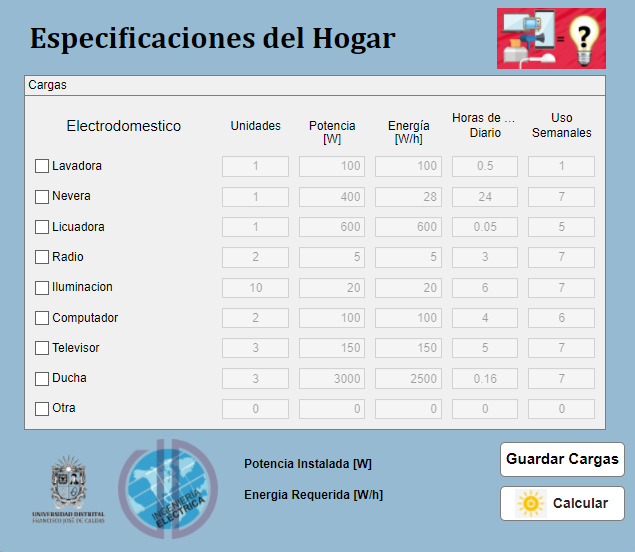 Especificaciones del Hogar
?
Cargas
Electrodomestico Unidades Potencia [W] Energía [W/h] Horas de ... Diario Uso Semanales
Lavadora 1 100 100 0.5 1
Nevera 1 400 28 24 7
Licuadora 1 600 600 0.05 5
Radio 2 5 5 3 7
Iluminacion 10 20 20 6 7
Computador 2 100 100 4 6
Televisor 3 150 150 5 7
Ducha 3 3000 2500 0.16 7
Otra 0 0 0 0 0
Potencia Instalada [W]
Energia Requerida [W/h]
Guardar Cargas
Calcular
UNIVERSIDAD DISTRITAL
FRANCISCO JOSÉ DE CALDAS
INGENIERÍA
ELECTRICA